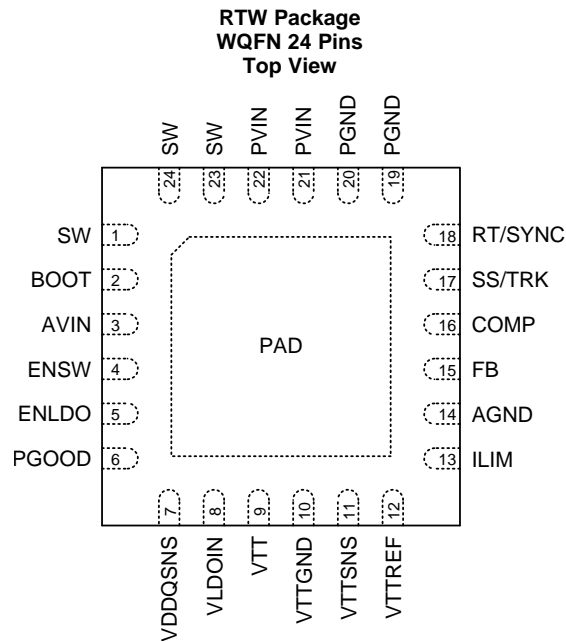 RTW Package
WQFN 24 Pins
Top View
SW
SW
PVIN
PVIN
PGND
PGND
24
23
22
21
20
19
SW 1
BOOT 2
AVIN 3
ENSW 4
ENLDO 5
PGOOD 6
PAD
18 RT/SYNC
17 SS/TRK
16 COMP
15 FB
14 AGND
13 ILIM
7
8
9
10
11
12
VDDQSNS
VLDOIN
VTT
VTTGND
VTTSNS
VTTREF